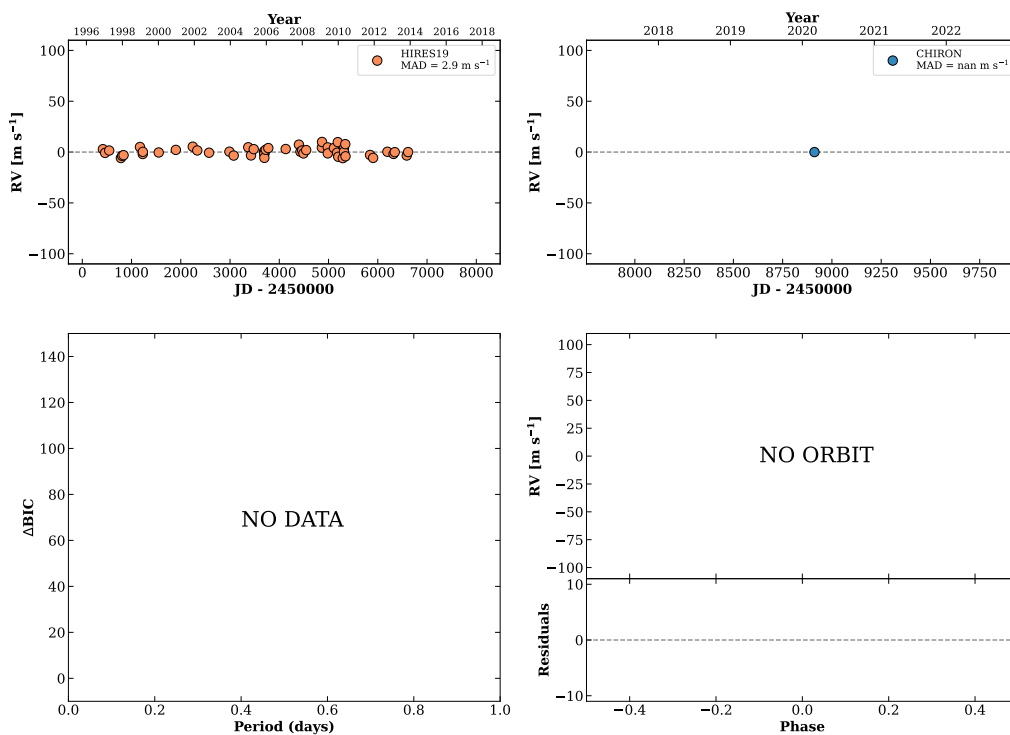 Year
1996 1998 2000 2002 2004 2006 2008 2010 2012 2014 2016 2018
HIRES19
MAD = 2.9 m s⁻¹
RV [m s⁻¹]
100
50
0
−50
−100
0 1000 2000 3000 4000 5000 6000 7000 8000
JD - 2450000
Year
2018 2019 2020 2021 2022
CHIRON
MAD = nan m s⁻¹
RV [m s⁻¹]
100
50
0
−50
−100
8000 8250 8500 8750 9000 9250 9500 9750
JD - 2450000
ΔBIC
140
120
100
80
60
40
20
0
NO DATA
0.0 0.2 0.4 0.6 0.8 1.0
Period (days)
RV [m s⁻¹]
100
75
50
25
0
−25
−50
−75
−100
NO ORBIT
Residuals
10
0
−10
−0.4 −0.2 0.0 0.2 0.4
Phase